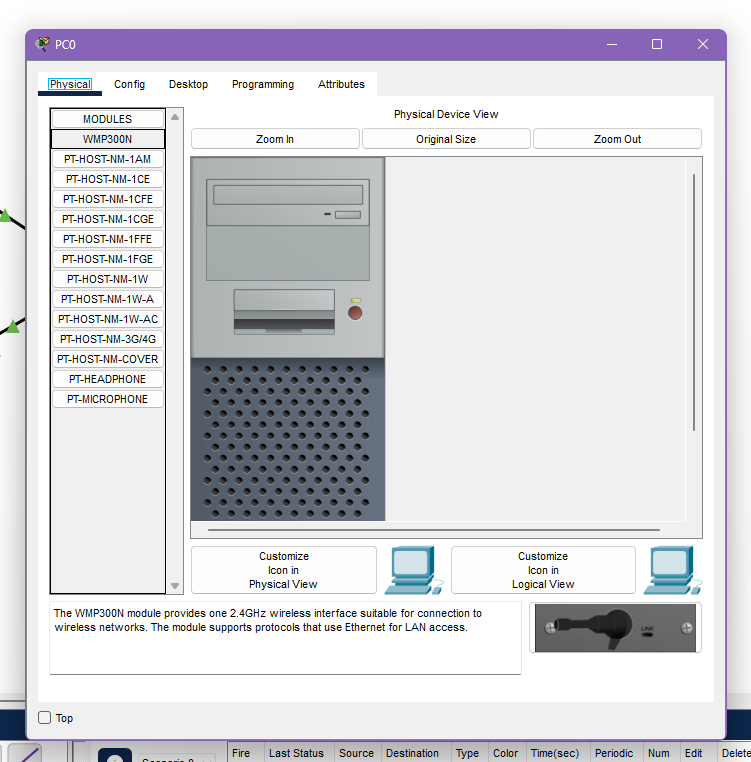 PC0
Physical Config Desktop Programming Attributes
MODULES
WMP300N
PT-HOST-NM-1AM
PT-HOST-NM-1CE
PT-HOST-NM-1CFE
PT-HOST-NM-1CGE
PT-HOST-NM-1FFE
PT-HOST-NM-1FGE
PT-HOST-NM-1W
PT-HOST-NM-1W-A
PT-HOST-NM-1W-AC
PT-HOST-NM-3G/4G
PT-HOST-NM-COVER
PT-HEADPHONE
PT-MICROPHONE
Physical Device View
Zoom In Original Size Zoom Out
Customize
Icon in
Physical View
Customize
Icon in
Logical View
The WMP300N module provides one 2.4GHz wireless interface suitable for connection to
wireless networks. The module supports protocols that use Ethernet for LAN access.
LINK
Top
Fire Last Status Source Destination Type Color Time(sec) Periodic Num Edit Delete